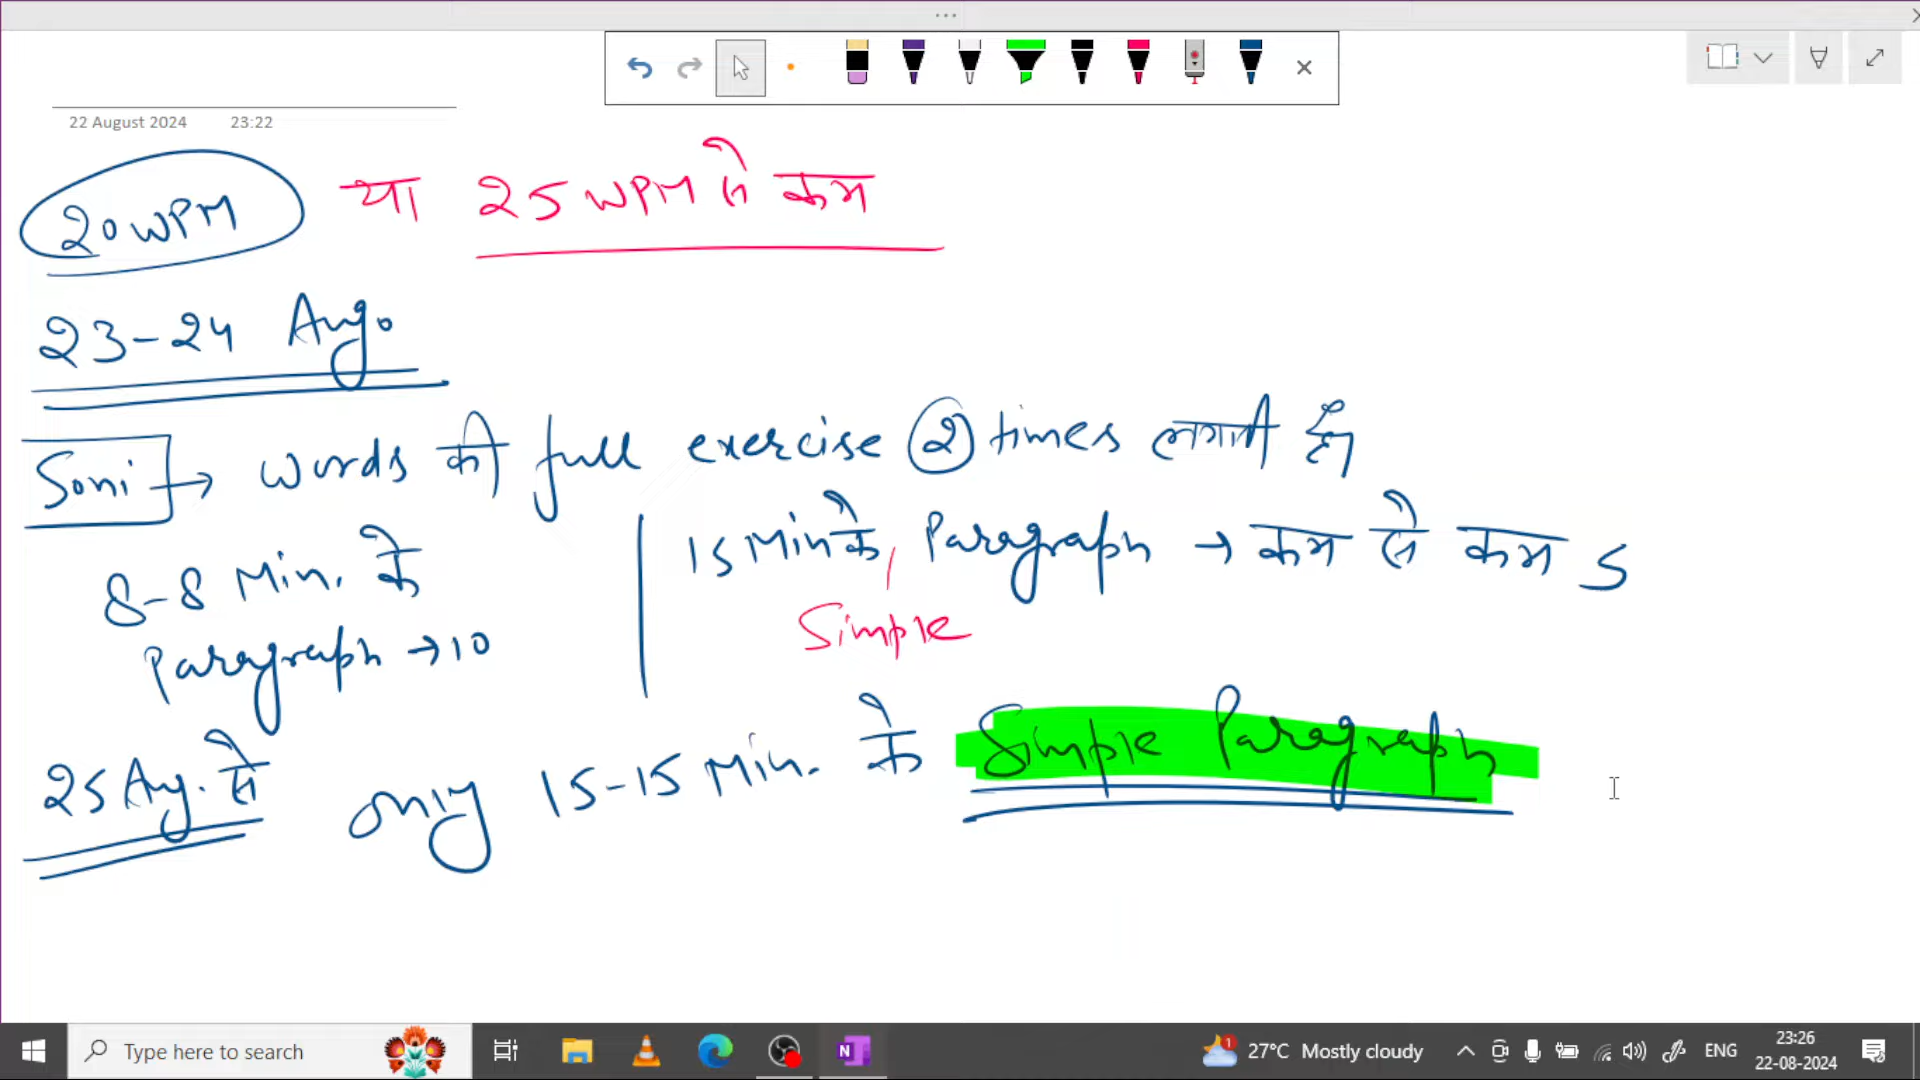 22 August 2024 23:22
20 WPM या 25 WPM से कम
23-24 Aug.
Soni → words की full exercise 2 times लगानी है।
8-8 Min. के
Paragraph → 10
15 Min के Paragraph → कम से कम 5
Simple
25 Aug. से only 15-15 Min. के Simple Paragraph
Type here to search
1
27°C Mostly cloudy
N
ENG
23:26
22-08-2024